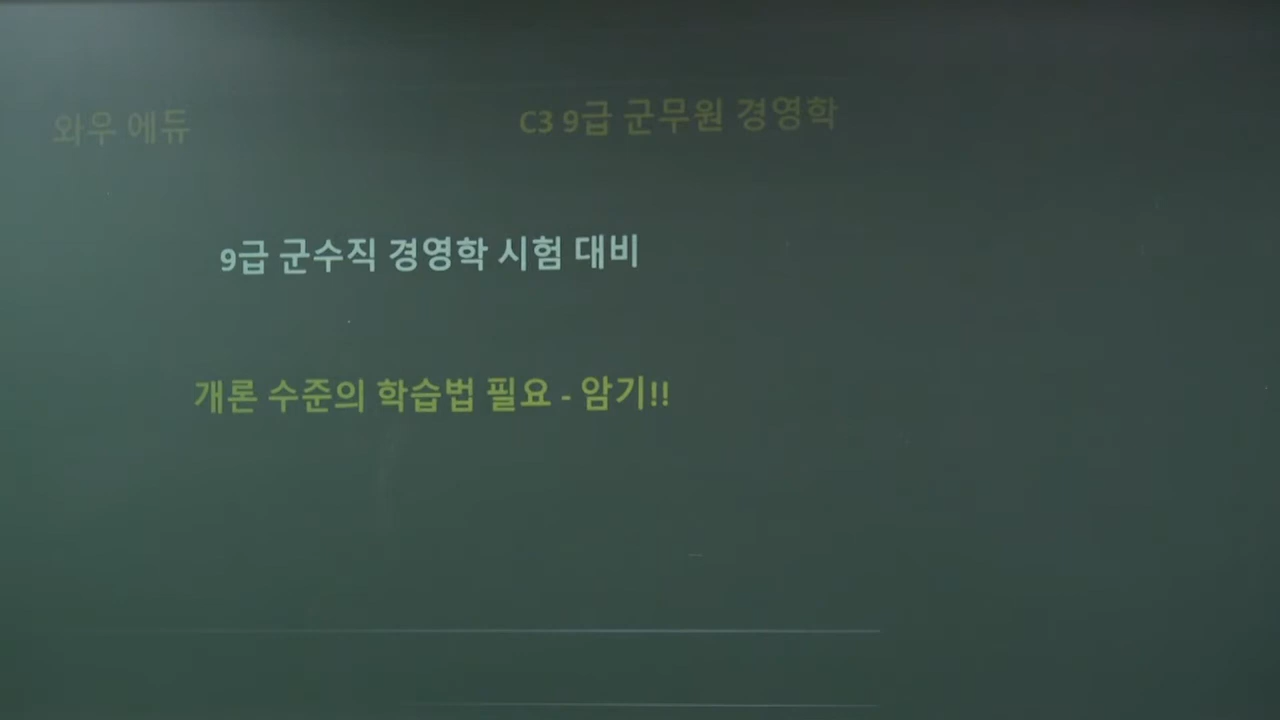 와우 에듀
C3 9급 군무원 경영학
9급 군수직 경영학 시험 대비
개론 수준의 학습법 필요 - 암기!!